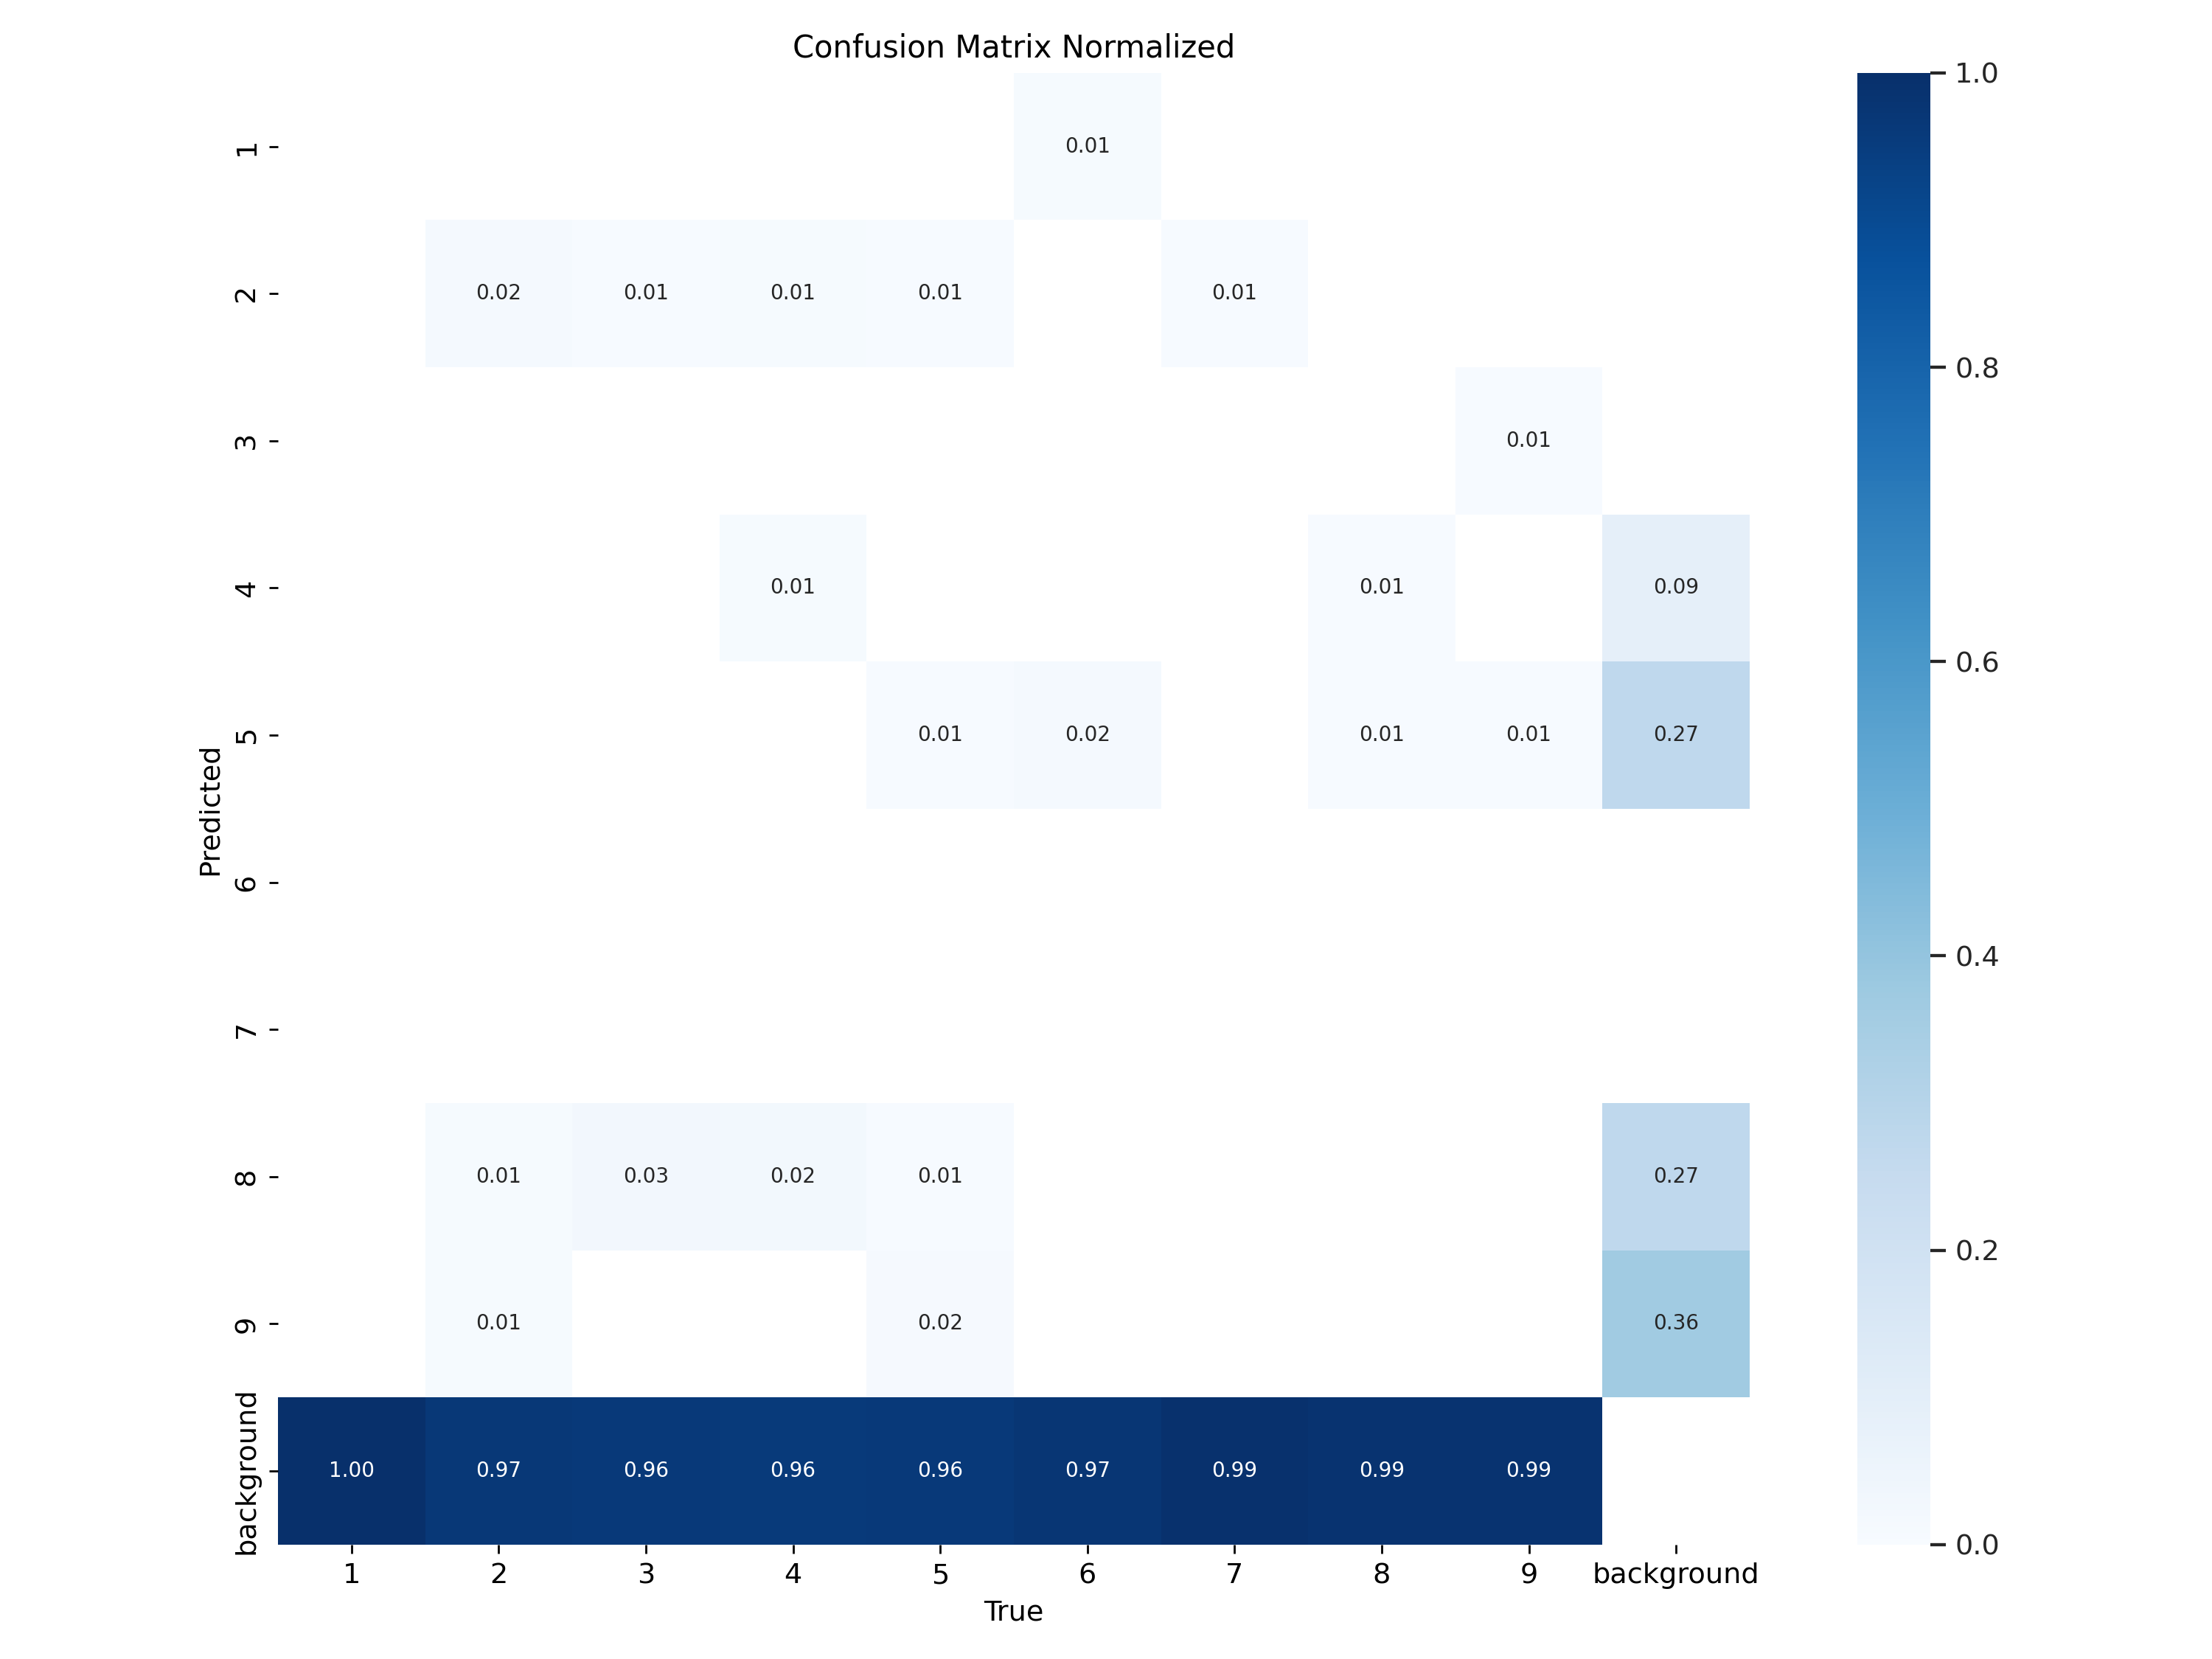 Confusion Matrix Normalized
1 0.01
2 0.02 0.01 0.01 0.01 0.01
3 0.01
4 0.01 0.01 0.09
5 0.01 0.02 0.01 0.01 0.27
6
7
8 0.01 0.03 0.02 0.01 0.27
9 0.01 0.02 0.36
background 1.00 0.97 0.96 0.96 0.96 0.97 0.99 0.99 0.99
1 2 3 4 5 6 7 8 9 background
True
Predicted
1.0
0.8
0.6
0.4
0.2
0.0